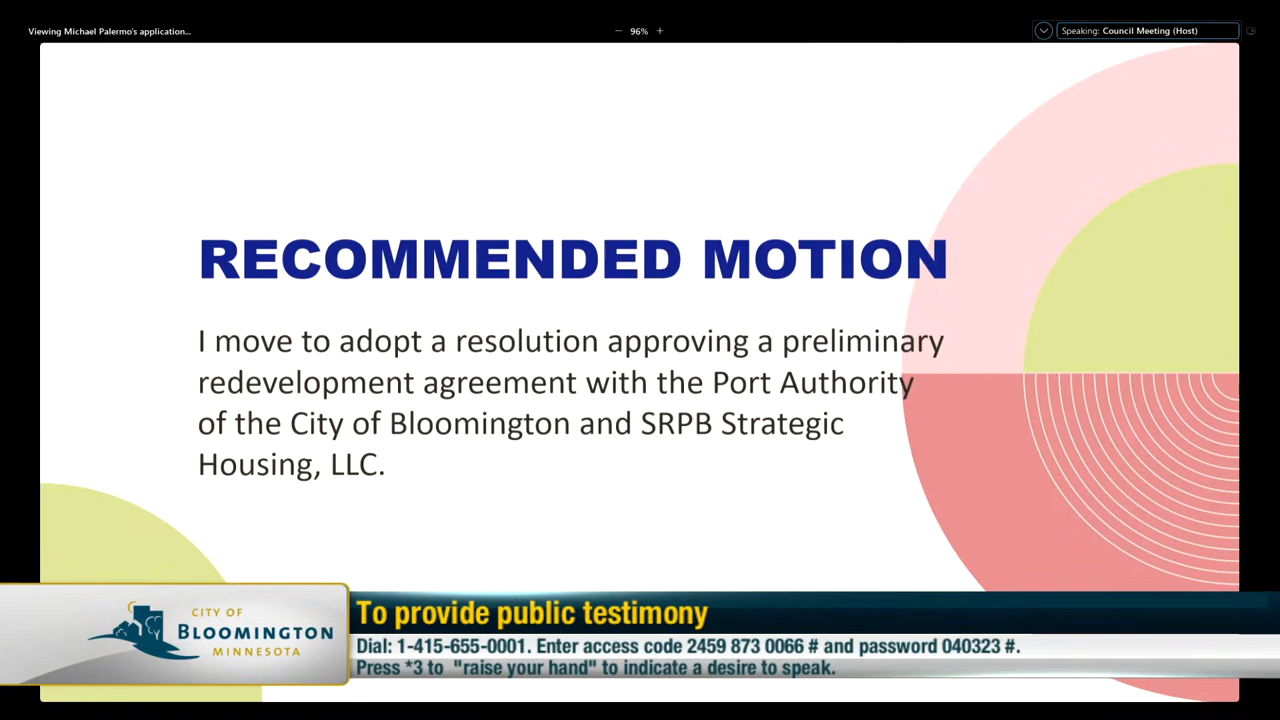 Viewing Michael Palermo's application...
96%
Speaking: Council Meeting (Host)
RECOMMENDED MOTION
I move to adopt a resolution approving a preliminary
redevelopment agreement with the Port Authority
of the City of Bloomington and SRPB Strategic
Housing, LLC.
CITY OF
BLOOMINGTON
MINNESOTA
To provide public testimony
Dial: 1-415-655-0001. Enter access code 2459 873 0066 # and password 040323 #.
Press *3 to "raise your hand" to indicate a desire to speak.